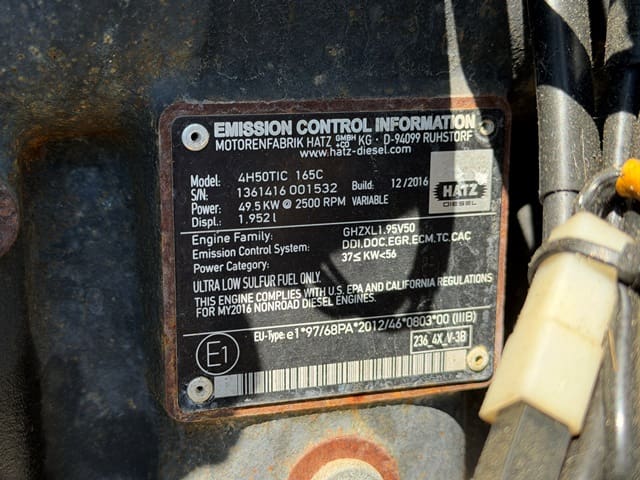 EMISSION CONTROL INFORMATION
MOTORENFABRIK HATZ GMBH +CO KG · D-94099 RUHSTORF
www.hatz-diesel.com
Model: 4H50TIC 165C
S/N: 1361416 001532 Build: 12/2016
Power: 49.5 KW @ 2500 RPM VARIABLE
Displ.: 1.952 l
HATZ
DIESEL
Engine Family: GHZXL1.95V50
Emission Control System: DDI,DOC,EGR,ECM,TC,CAC
Power Category: 37≤ KW<56
ULTRA LOW SULFUR FUEL ONLY.
THIS ENGINE COMPLIES WITH U.S. EPA AND CALIFORNIA REGULATIONS
FOR MY2016 NONROAD DIESEL ENGINES.
EU-Type: e1*97/68PA*2012/46*0803*00 (IIIB)
E1
236_4X_V-3B